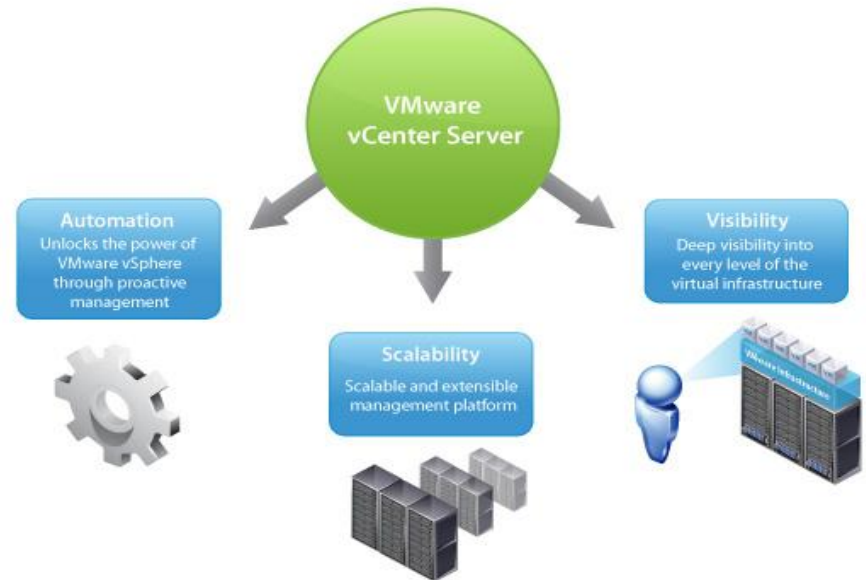 VMware
vCenter Server
Automation
Unlocks the power of
VMware vSphere
through proactive
management
Scalability
Scalable and extensible
management platform
Visibility
Deep visibility into
every level of the
virtual infrastructure
VMware Infrastructure